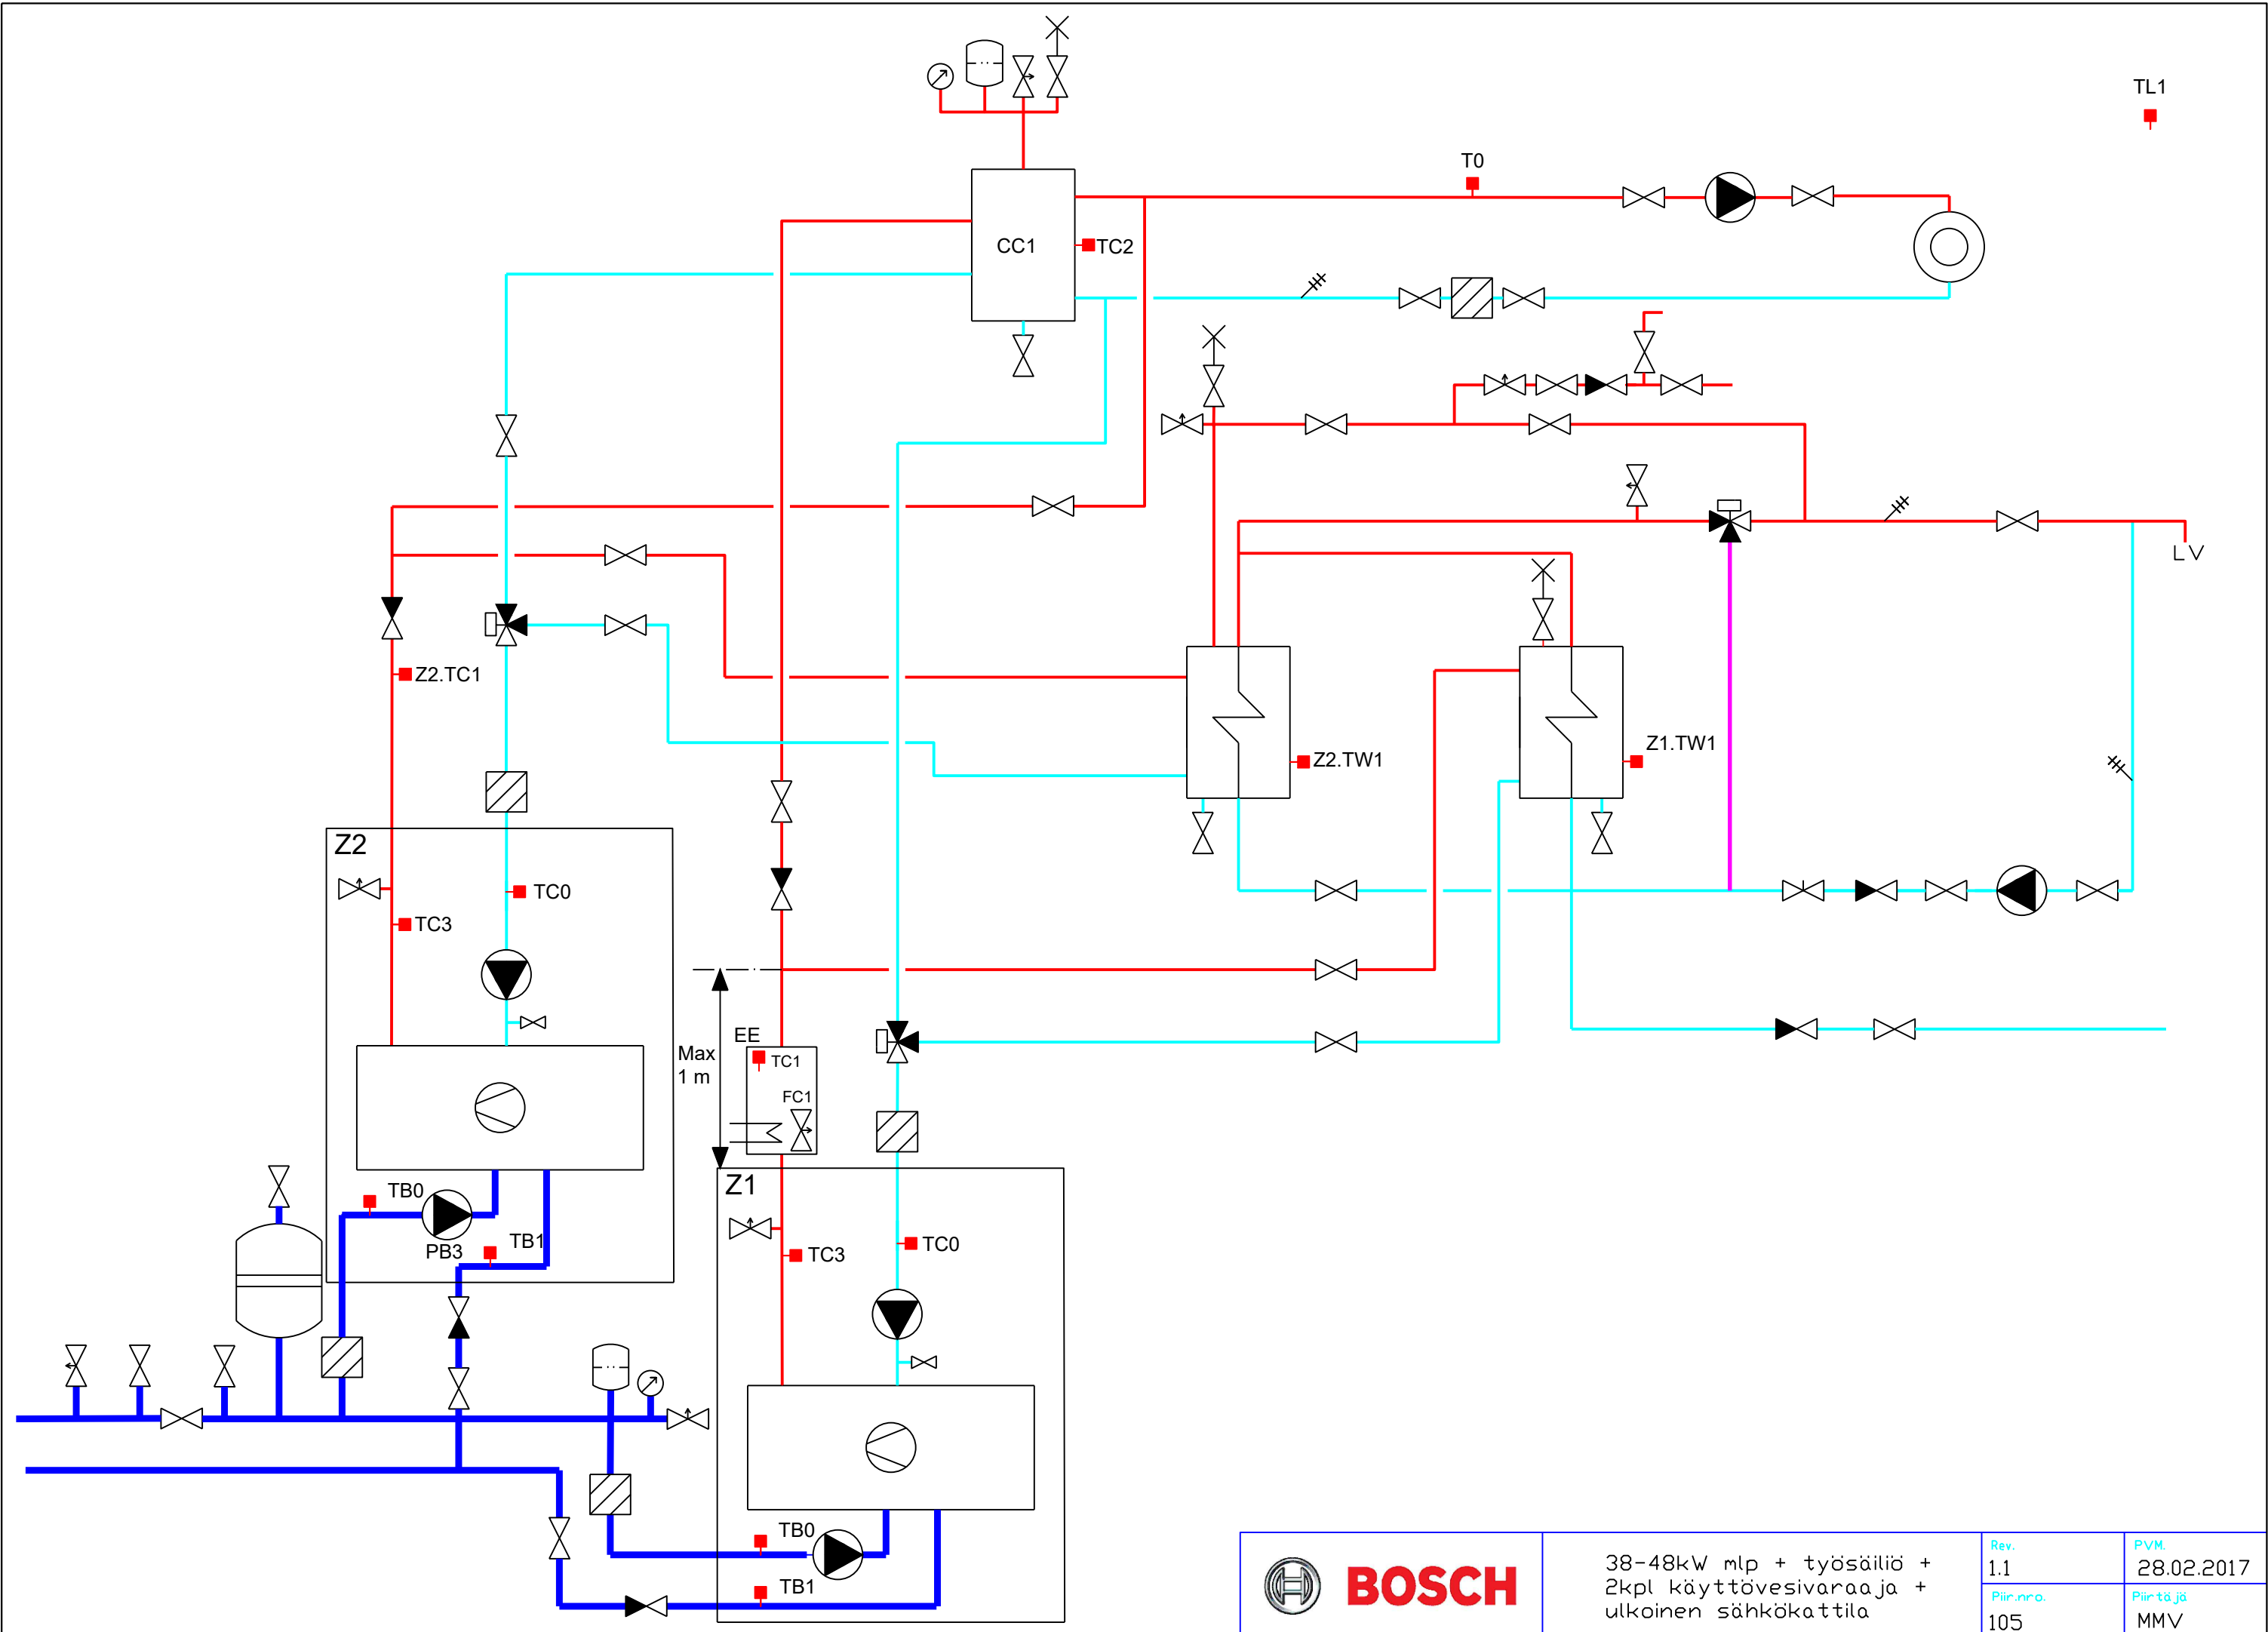 TL1
T0
CC1
TC2
LV
Z2.TC1
Z1.TW1
Z2.TW1
Z2
TC0
TC3
EE
Max
1 m
TC1
FC1
Z1
TB0
PB3
TB1
TC0
TC3
TB0
TB1
BOSCH
38-48kW mlp + työsäiliö +
2kpl käyttövesivaraaja +
ulkoinen sähkökattila
Rev.
1.1
PVM.
28.02.2017
Piir.nro.
105
Piirtäjä
MMV